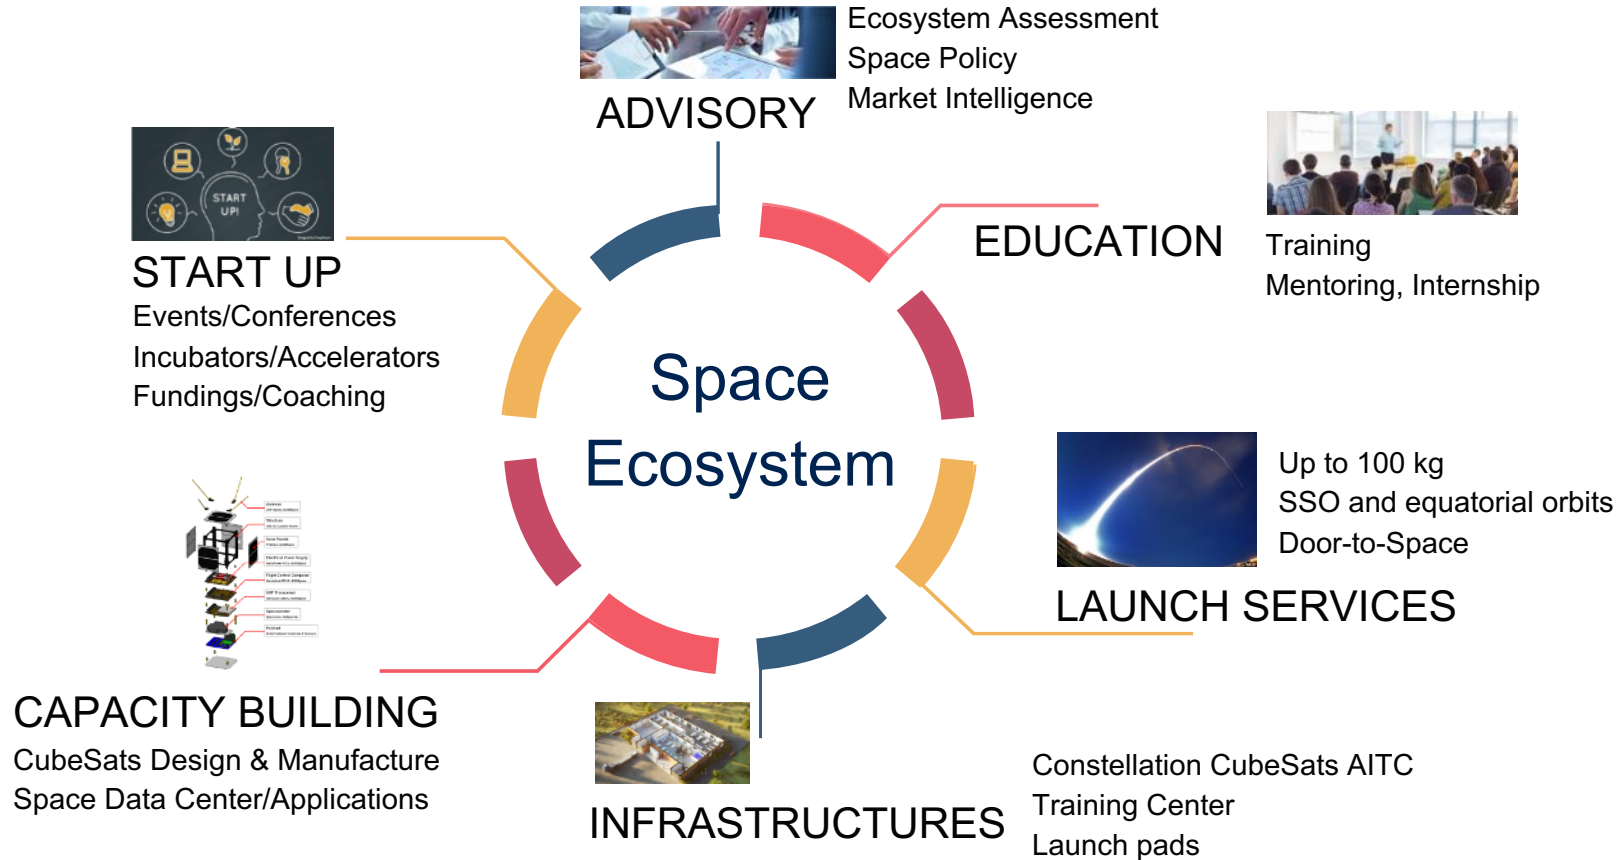 Ecosystem Assessment
Space Policy
Market Intelligence
ADVISORY
START
UP!
START UP
Events/Conferences
Incubators/Accelerators
Fundings/Coaching
EDUCATION
Training
Mentoring, Internship
Space
Ecosystem
Up to 100 kg
SSO and equatorial orbits
Door-to-Space
LAUNCH SERVICES
CAPACITY BUILDING
CubeSats Design & Manufacture
Space Data Center/Applications
INFRASTRUCTURES
Constellation CubeSats AITC
Training Center
Launch pads